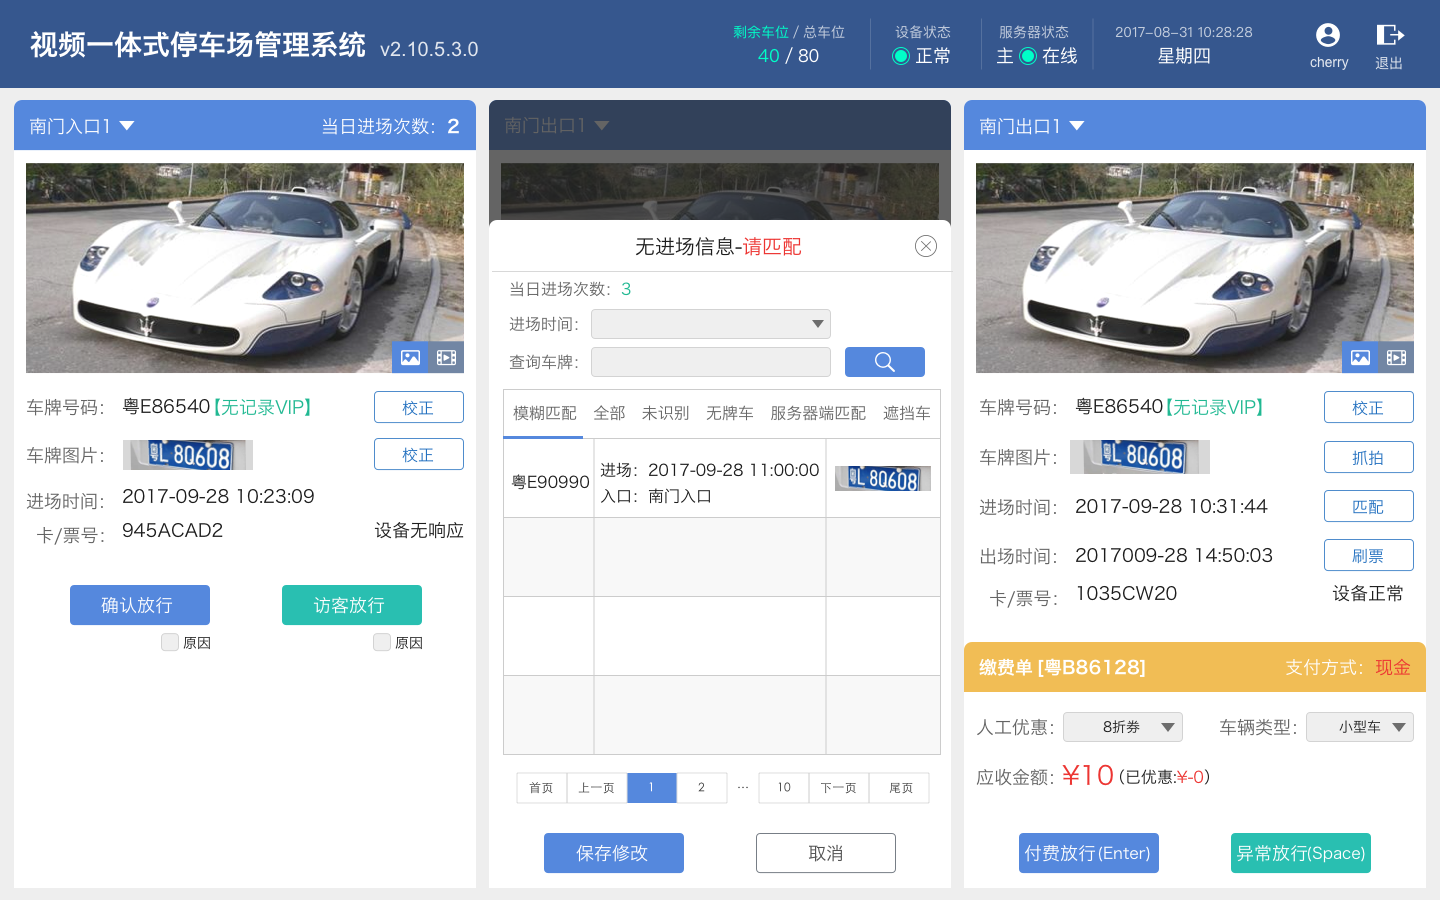 视频一体式停车场管理系统 v2.10.5.3.0
剩余车位 / 总车位
40 / 80
设备状态
正常
服务器状态
主 在线
2017-08-31 10:28:28
星期四
cherry
退出
南门入口1
当日进场次数：2
车牌号码：
粤E86540【无记录VIP】
校正
车牌图片：
粤L 8Q608
校正
进场时间：
2017-09-28 10:23:09
卡/票号：
945ACAD2
设备无响应
确认放行
访客放行
原因
原因
南门出口1
无进场信息-请匹配
当日进场次数：3
进场时间：
查询车牌：
模糊匹配 全部 未识别 无牌车 服务器端匹配 遮挡车
粤E90990
进场：2017-09-28 11:00:00
入口：南门入口
粤L 8Q608
首页 上一页 1 2 ··· 10 下一页 尾页
保存修改
取消
南门出口1
车牌号码：
粤E86540【无记录VIP】
校正
车牌图片：
粤L 8Q608
抓拍
进场时间：
2017-09-28 10:31:44
匹配
出场时间：
2017009-28 14:50:03
刷票
卡/票号：
1035CW20
设备正常
缴费单 [粤B86128]
支付方式：现金
人工优惠：
8折券
车辆类型：
小型车
应收金额：¥10（已优惠:¥-0）
付费放行(Enter)
异常放行(Space)